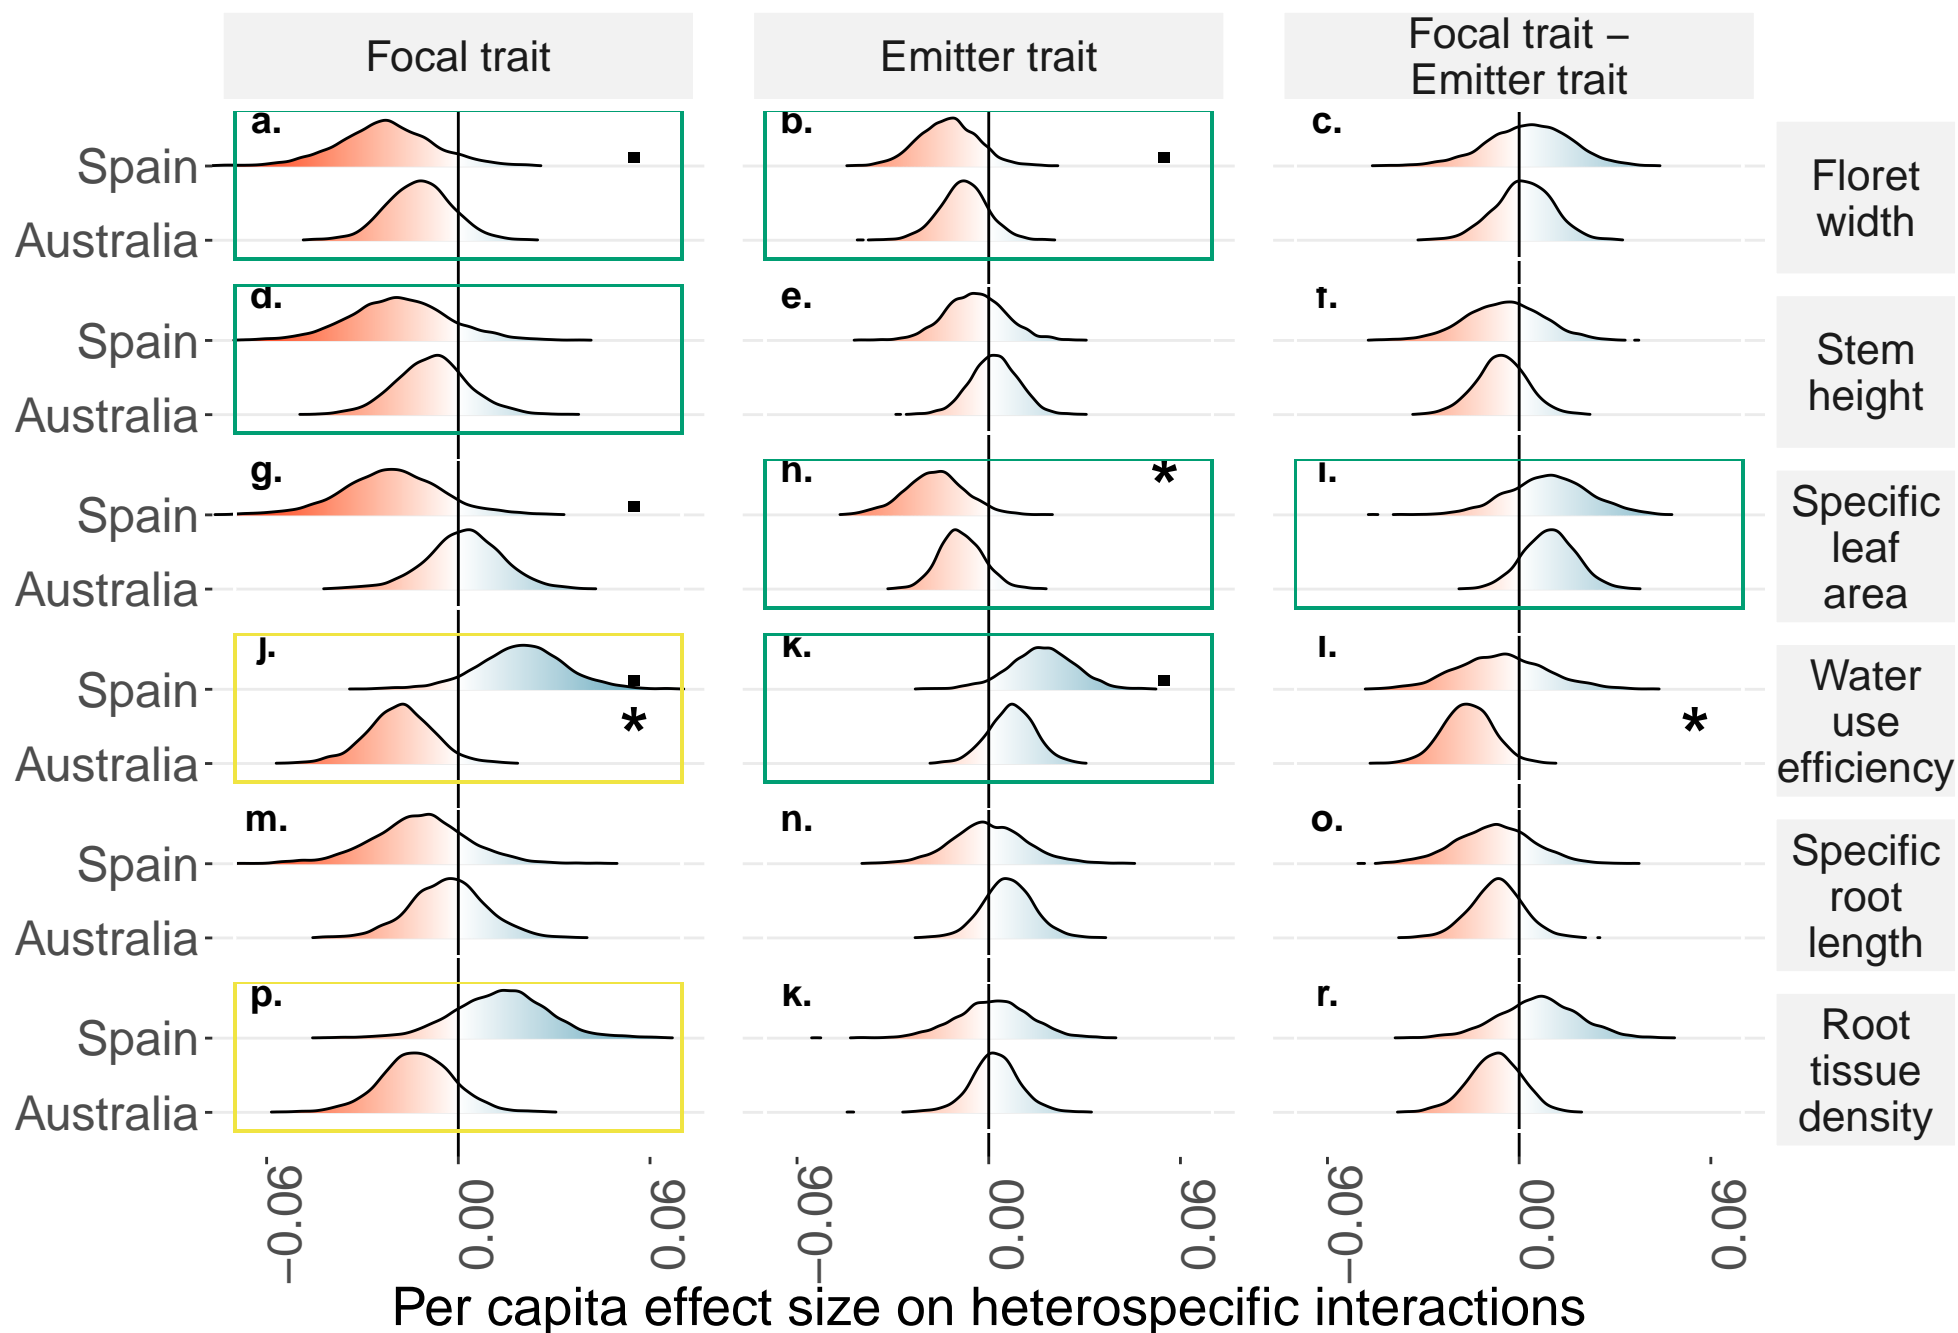 Focal trait
Emitter trait
Focal trait –
Emitter trait
a.
b.
c.
Spain
Australia
Floret
width
d.
e.
f.
Spain
Australia
Stem
height
g.
h.
*
i.
Spain
Australia
Specific
leaf
area
j.
k.
l.
Spain
*
*
Australia
Water
use
efficiency
m.
n.
o.
Spain
Australia
Specific
root
length
p.
k.
r.
Spain
Australia
Root
tissue
density
−0.06
0.00
0.06
−0.06
0.00
0.06
−0.06
0.00
0.06
Per capita effect size on heterospecific interactions